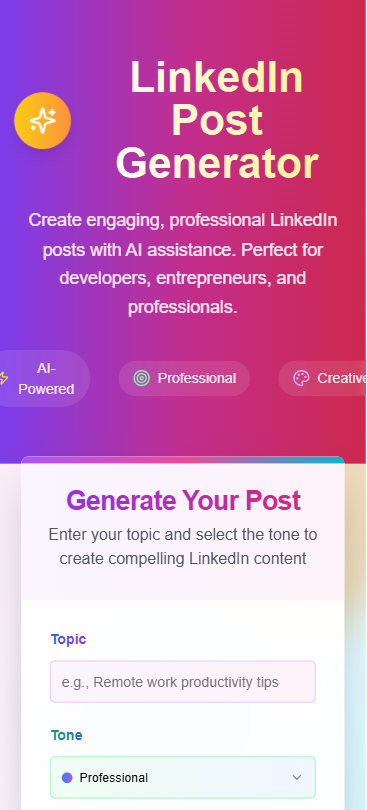 LinkedIn
Post
Generator
Create engaging, professional LinkedIn
posts with AI assistance. Perfect for
developers, entrepreneurs, and
professionals.
AI-
Powered
Professional
Creative
Generate Your Post
Enter your topic and select the tone to
create compelling LinkedIn content
Topic
e.g., Remote work productivity tips
Tone
Professional